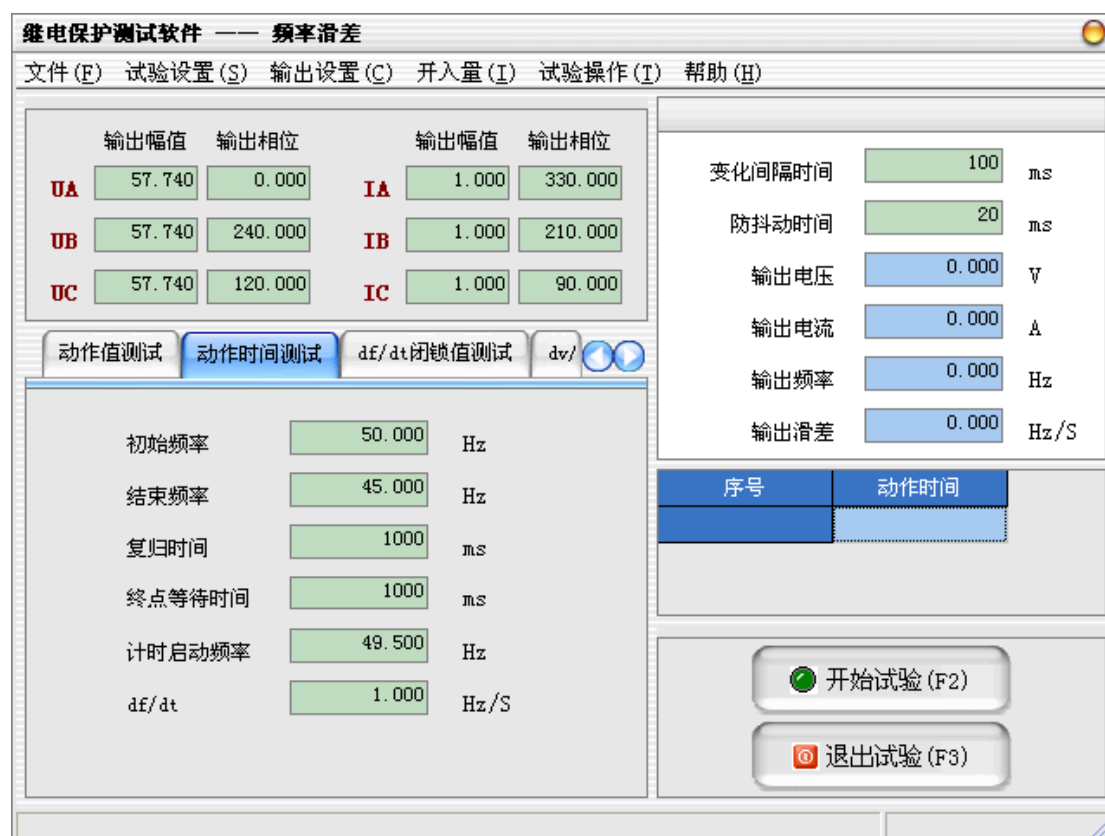 继电保护测试软件 —— 频率滑差
文件(F) 试验设置(S) 输出设置(C) 开入量(I) 试验操作(T) 帮助(H)
输出幅值 输出相位 输出幅值 输出相位
UA 57.740 0.000 IA 1.000 330.000
UB 57.740 240.000 IB 1.000 210.000
UC 57.740 120.000 IC 1.000 90.000
动作值测试 动作时间测试 df/dt闭锁值测试 dv/
初始频率 50.000 Hz
结束频率 45.000 Hz
复归时间 1000 ms
终点等待时间 1000 ms
计时启动频率 49.500 Hz
df/dt 1.000 Hz/S
变化间隔时间 100 ms
防抖动时间 20 ms
输出电压 0.000 V
输出电流 0.000 A
输出频率 0.000 Hz
输出滑差 0.000 Hz/S
序号 动作时间
开始试验(F2)
退出试验(F3)